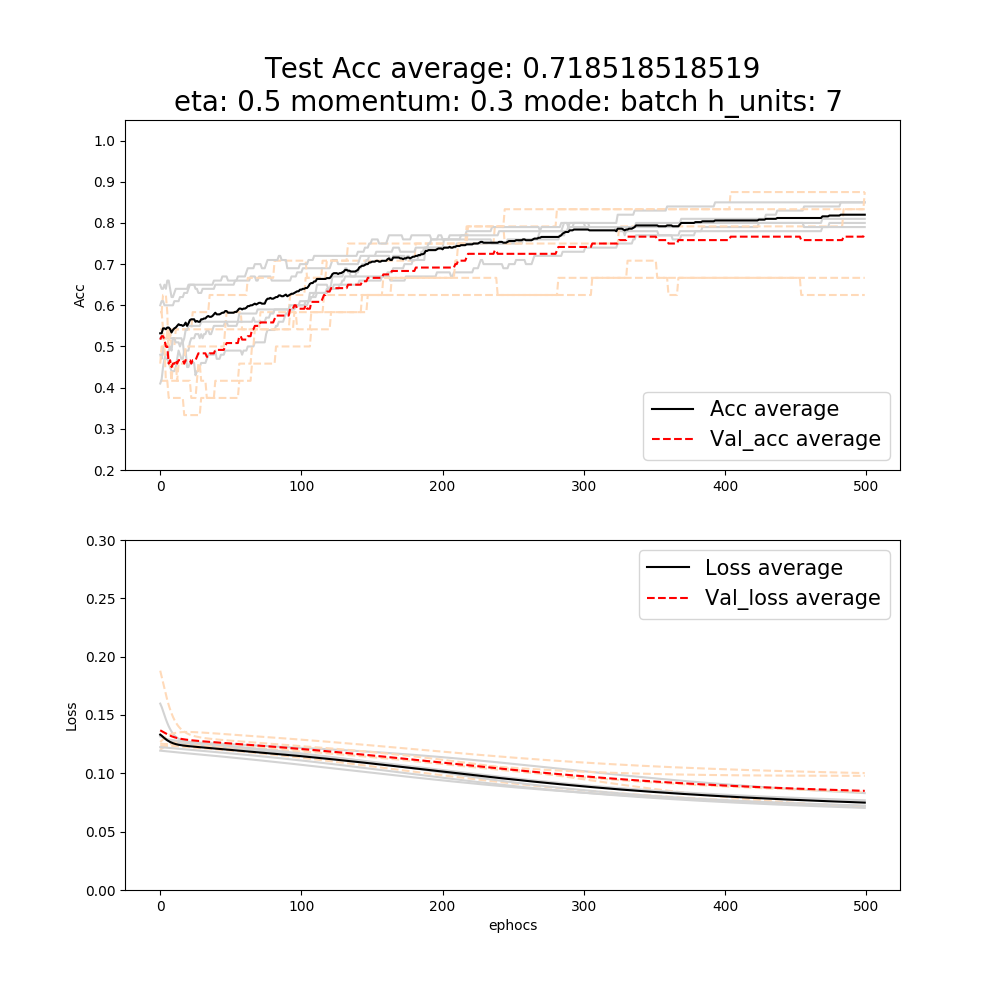 Test Acc average: 0.718518518519
eta: 0.5 momentum: 0.3 mode: batch h_units: 7
1.0
0.9
0.8
0.7
0.6
0.5
0.4
0.3
0.2
Acc
Acc average
Val_acc average
0 100 200 300 400 500
0.30
0.25
0.20
0.15
0.10
0.05
0.00
Loss
Loss average
Val_loss average
0 100 200 300 400 500
ephocs